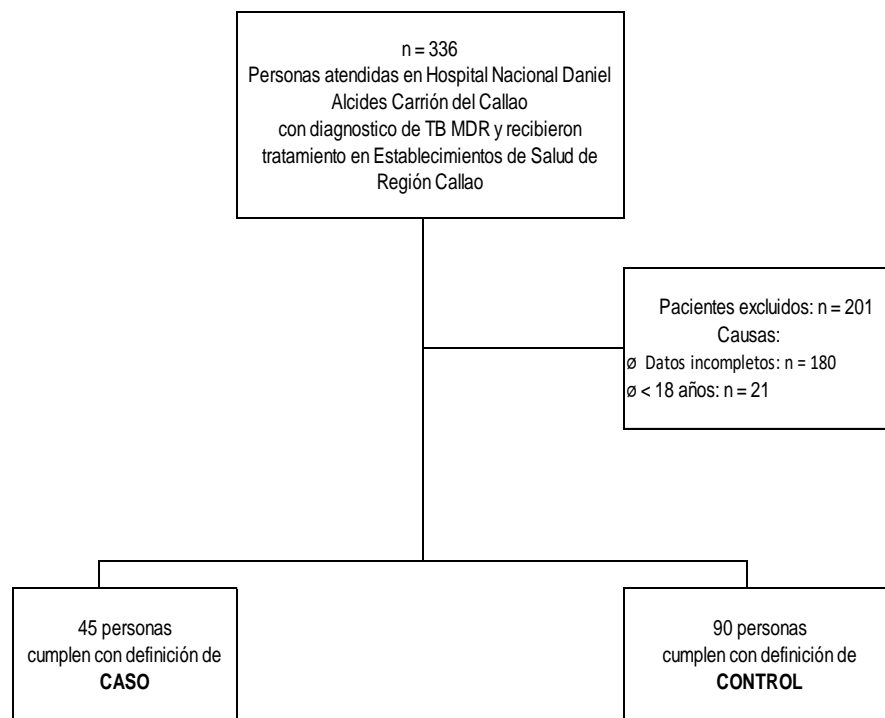 n = 336
Personas atendidas en Hospital Nacional Daniel
Alcides Carrión del Callao
con diagnostico de TB MDR y recibieron
tratamiento en Establecimientos de Salud de
Región Callao
Pacientes excluidos: n = 201
Causas:
ø Datos incompletos: n = 180
ø < 18 años: n = 21
45 personas
cumplen con definición de
CASO
90 personas
cumplen con definición de
CONTROL